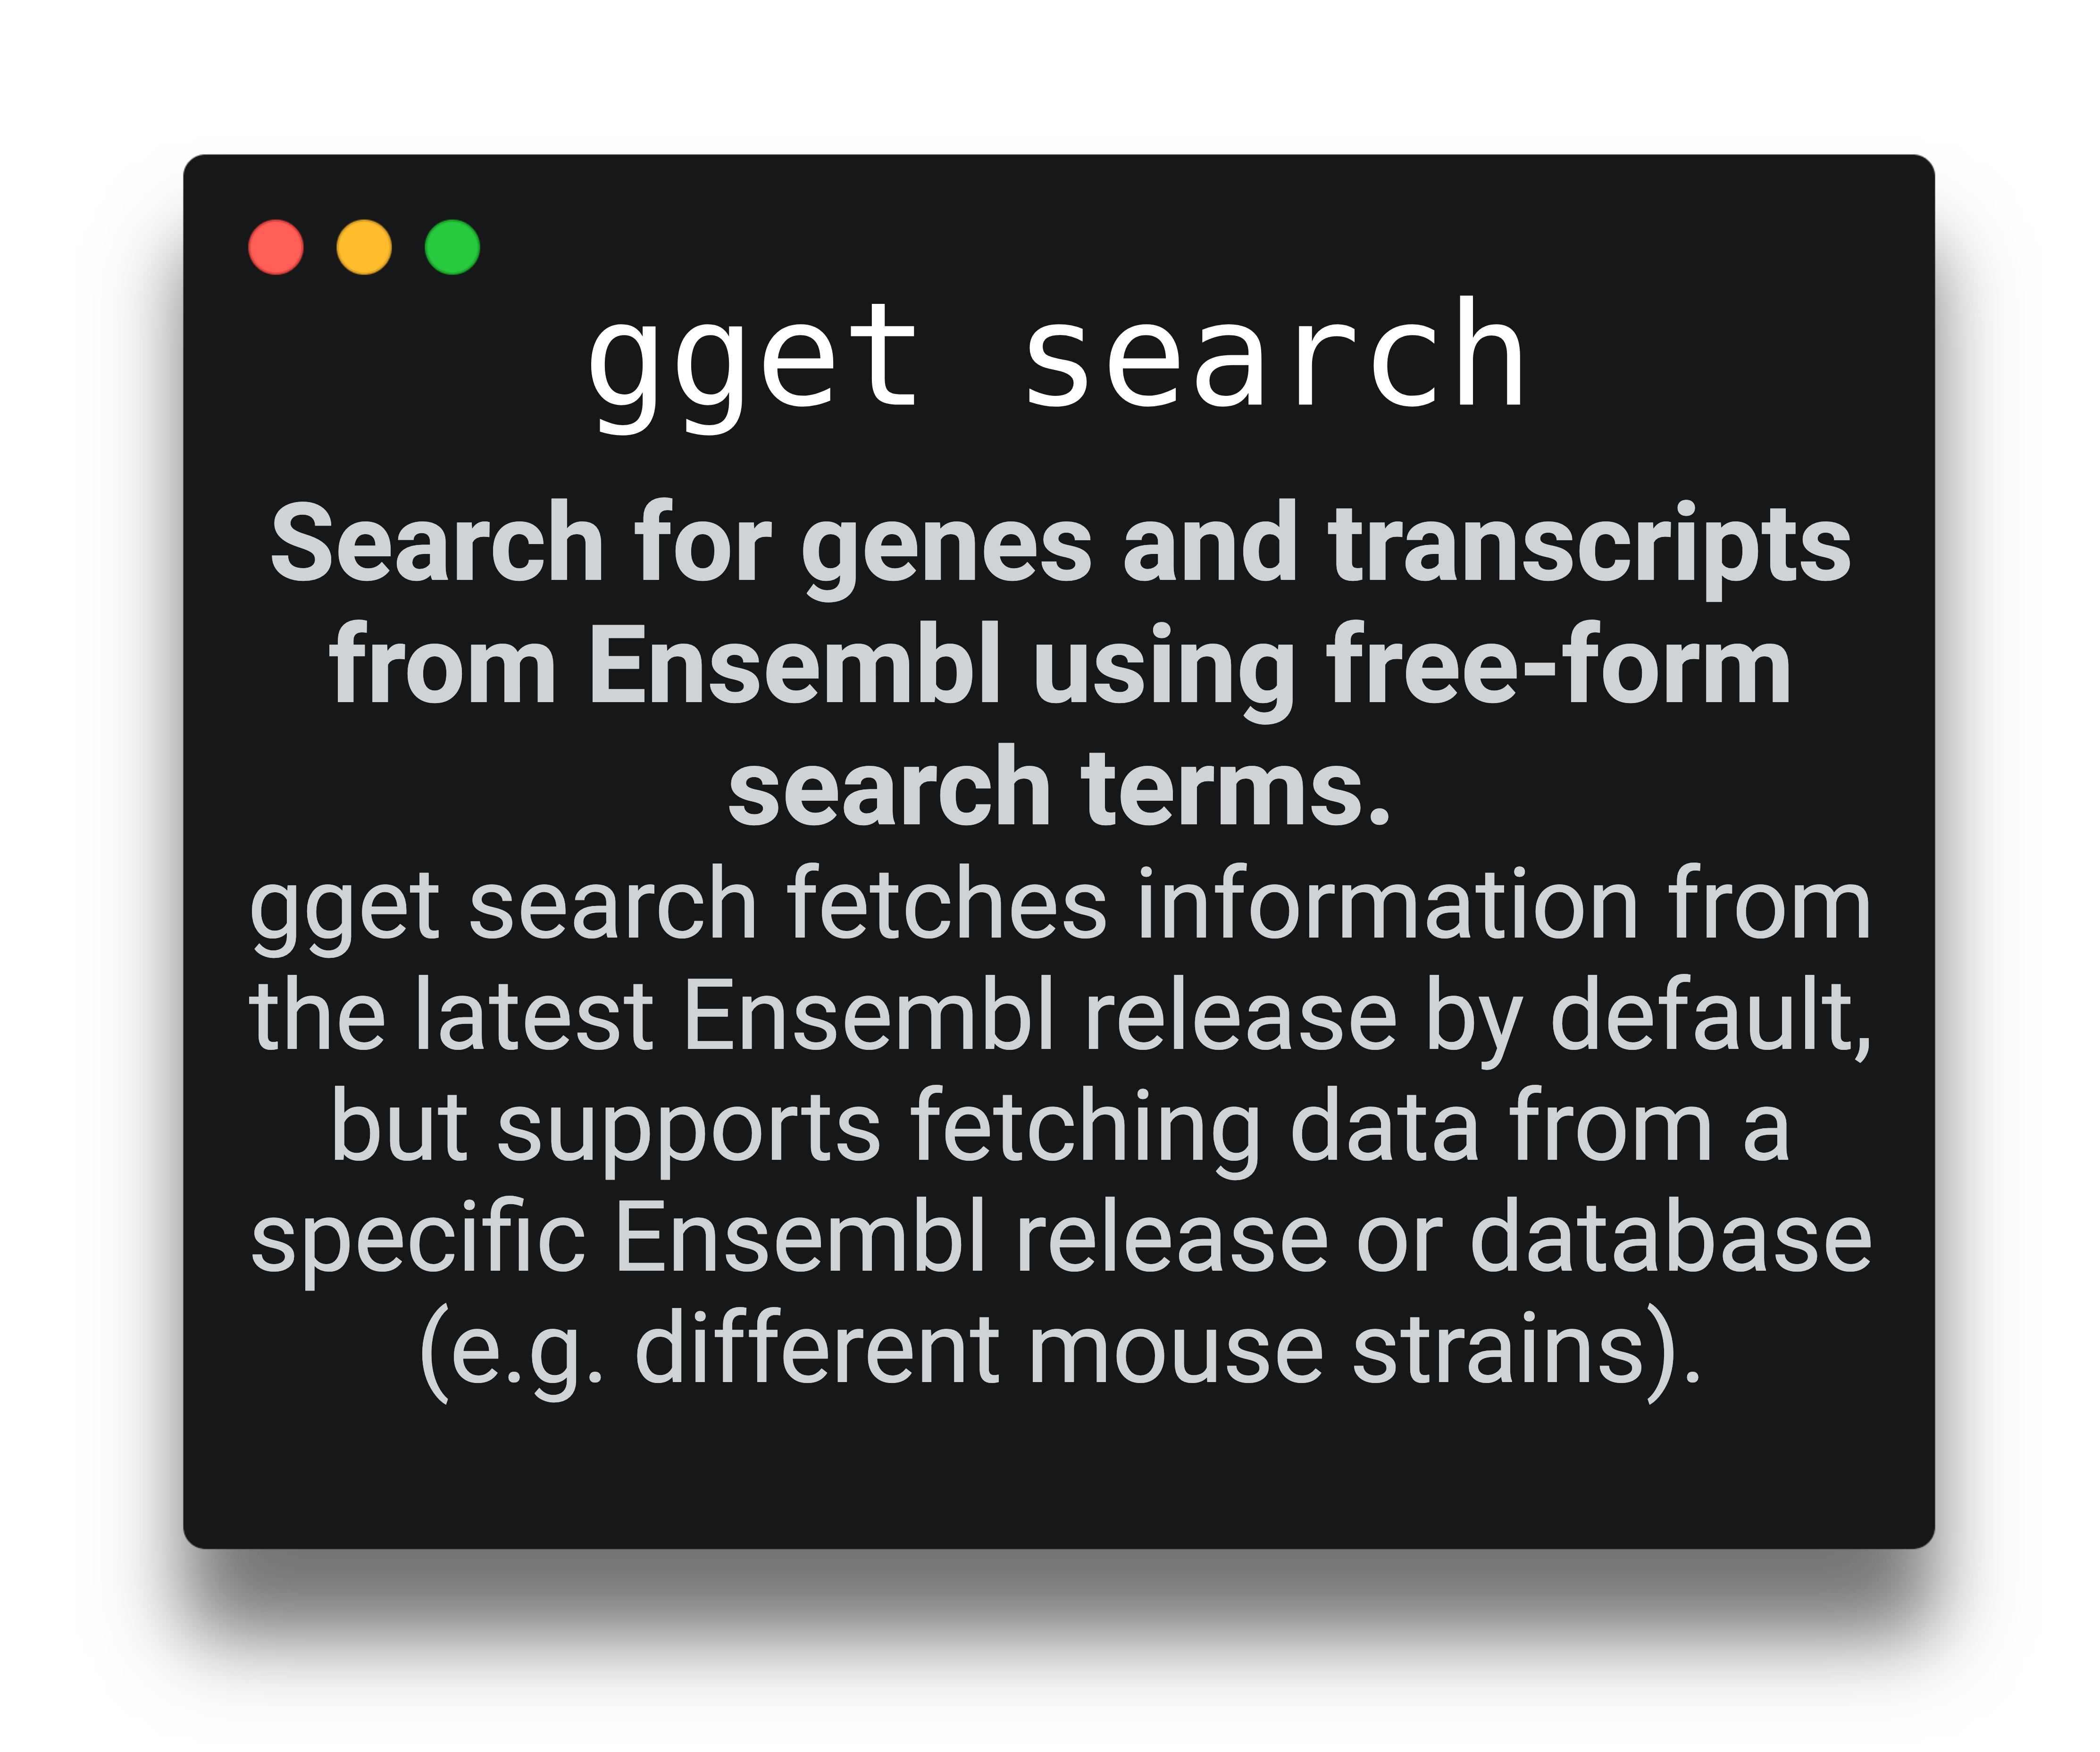 gget search
Search for genes and transcripts
from Ensembl using free-form
search terms.
gget search fetches information from
the latest Ensembl release by default,
but supports fetching data from a
specific Ensembl release or database
(e.g. different mouse strains).